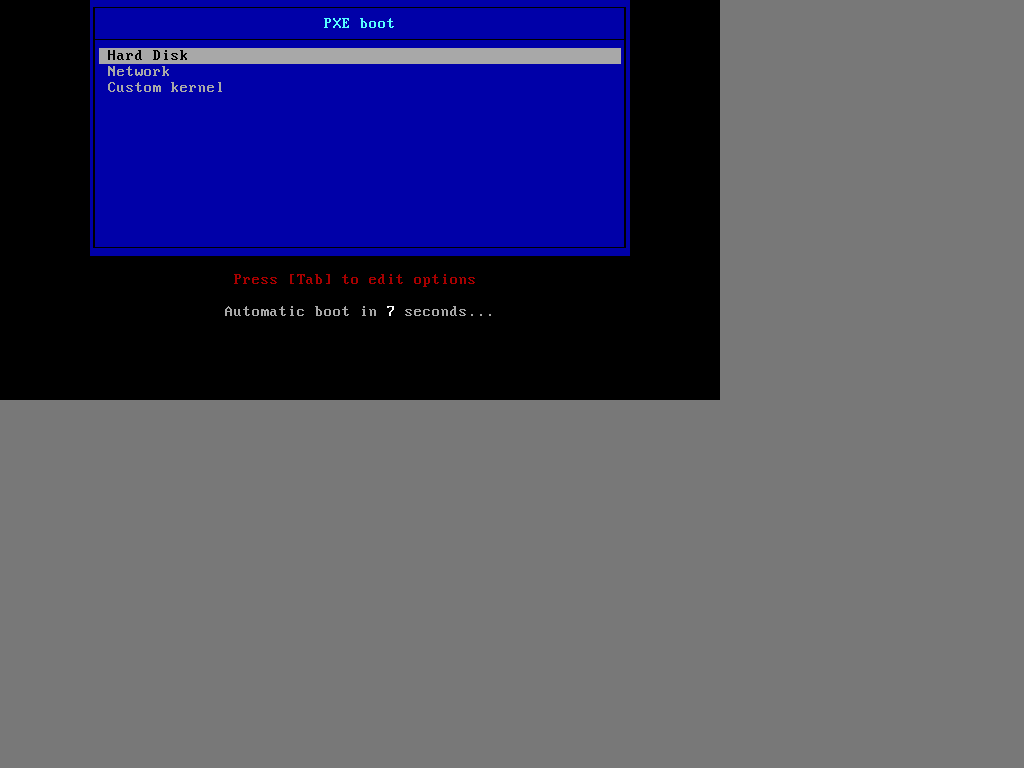 PXE boot
Hard Disk
Network
Custom kernel
Press [Tab] to edit options
Automatic boot in 7 seconds...